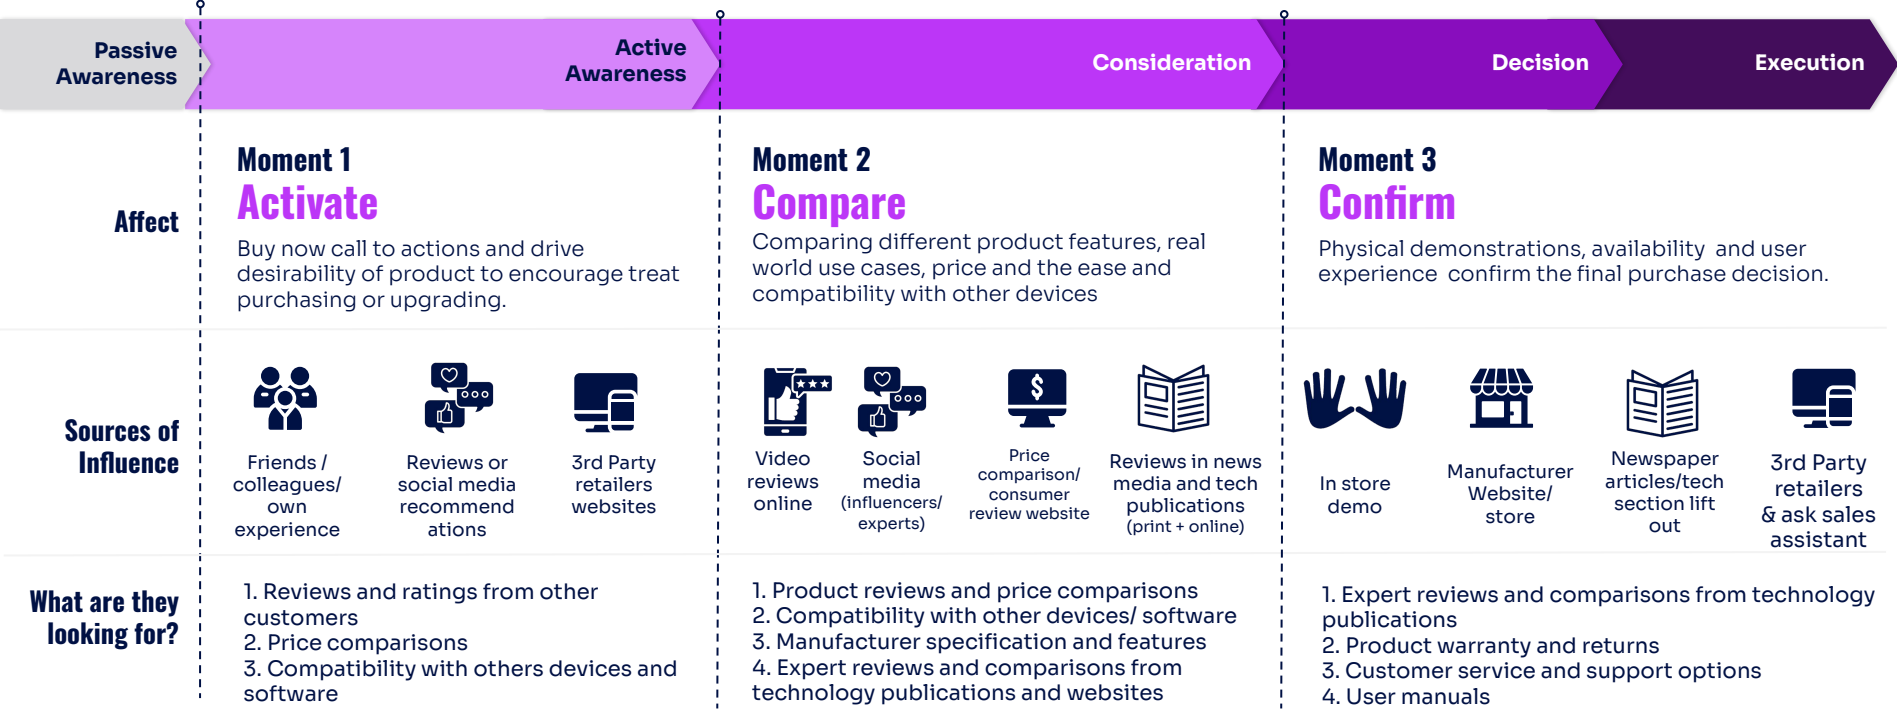 Passive
Awareness
Active
Awareness
Consideration
Decision
Execution
Affect
Moment 1
Activate
Buy now call to actions and drive
desirability of product to encourage treat
purchasing or upgrading.
Moment 2
Compare
Comparing different product features, real
world use cases, price and the ease and
compatibility with other devices
Moment 3
Confirm
Physical demonstrations, availability and user
experience confirm the final purchase decision.
Sources of
Influence
Friends /
colleagues/
own
experience
Reviews or
social media
recommend
ations
3rd Party
retailers
websites
Video
reviews
online
Social
media
(influencers/
experts)
$
Price
comparison/
consumer
review website
Reviews in news
media and tech
publications
(print + online)
In store
demo
Manufacturer
Website/
store
Newspaper
articles/tech
section lift
out
3rd Party
retailers
& ask sales
assistant
What are they
looking for?
1. Reviews and ratings from other
customers
2. Price comparisons
3. Compatibility with others devices and
software
1. Product reviews and price comparisons
2. Compatibility with other devices/ software
3. Manufacturer specification and features
4. Expert reviews and comparisons from
technology publications and websites
1. Expert reviews and comparisons from technology
publications
2. Product warranty and returns
3. Customer service and support options
4. User manuals